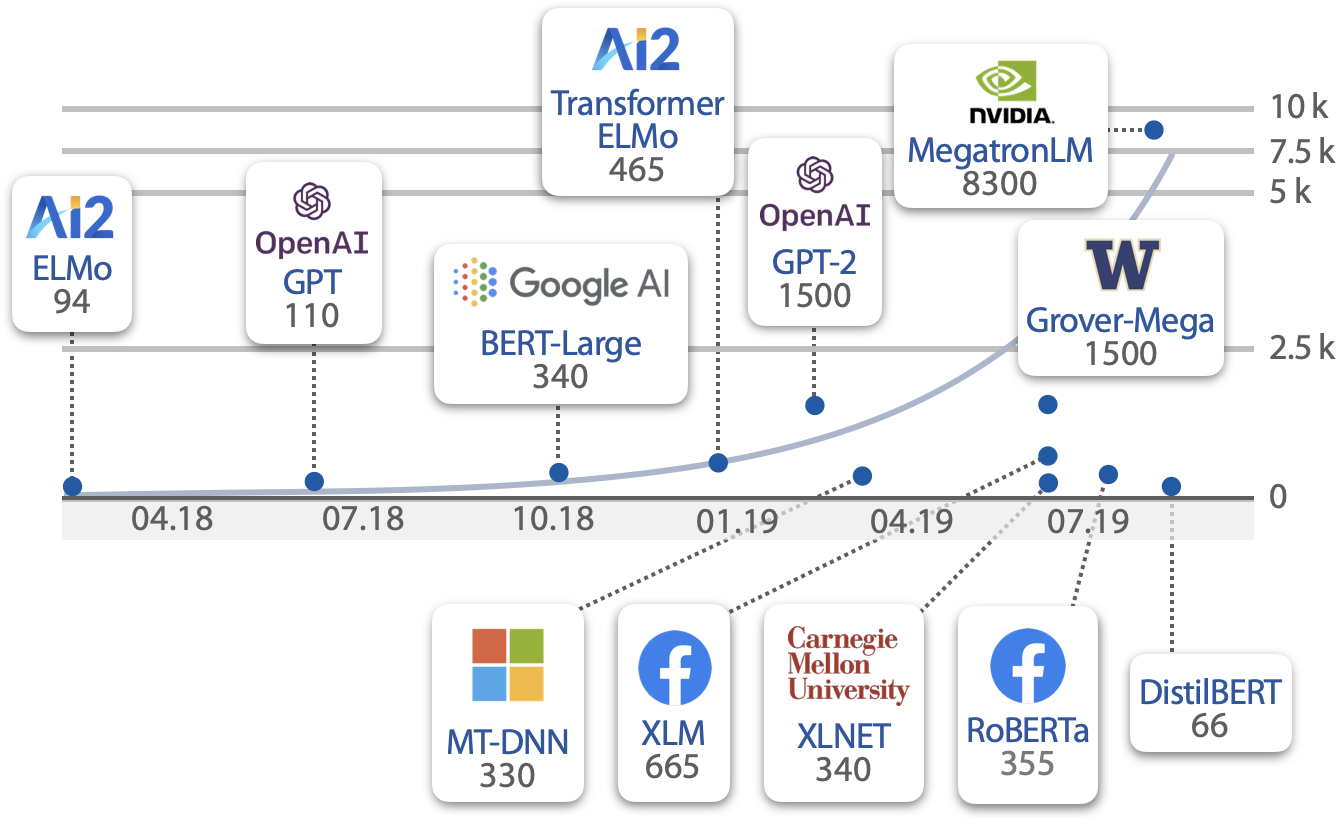 Ai2
ELMo
94
OpenAI
GPT
110
Google AI
BERT-Large
340
Ai2
Transformer
ELMo
465
OpenAI
GPT-2
1500
NVIDIA.
MegatronLM
8300
W
Grover-Mega
1500
10 k
7.5 k
5 k
2.5 k
0
04.18
07.18
10.18
01.19
04.19
07.19
MT-DNN
330
f
XLM
665
Carnegie
Mellon
University
XLNET
340
f
RoBERTa
355
DistilBERT
66